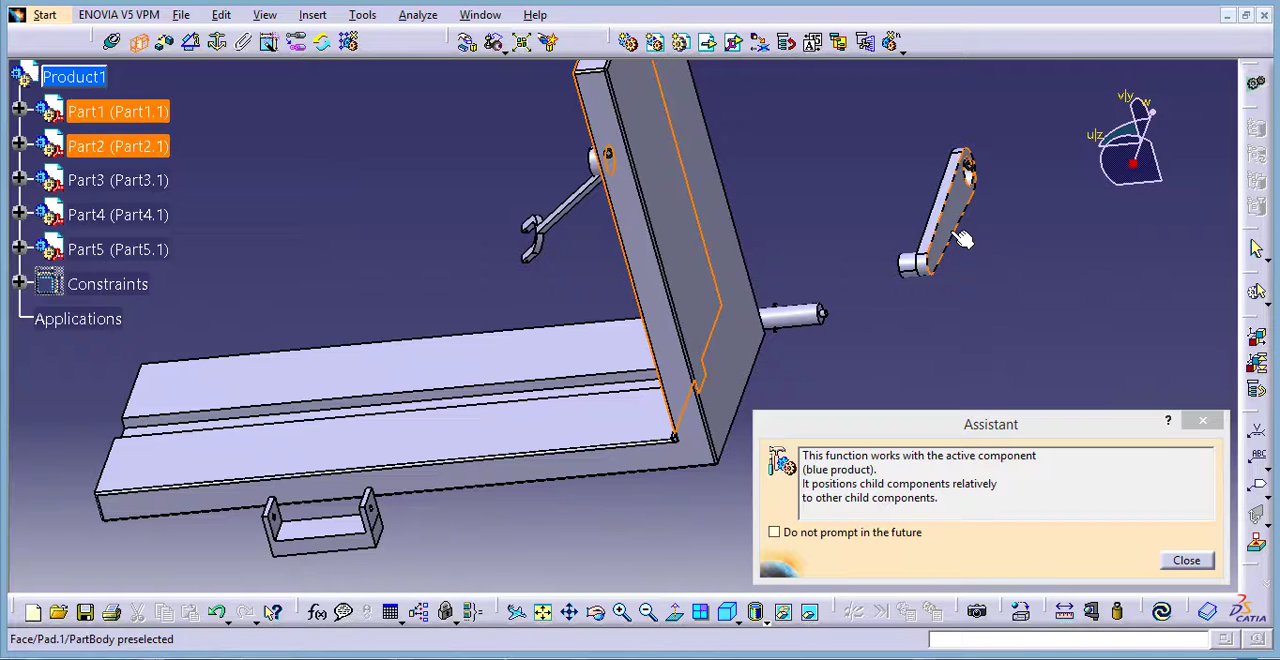 Start ENOVIA V5 VPM File Edit View Insert Tools Analyze Window Help
Product1
Part1 (Part1.1)
Part2 (Part2.1)
Part3 (Part3.1)
Part4 (Part4.1)
Part5 (Part5.1)
Constraints
Applications
v|y
w
u|z
Assistant ?
This function works with the active component
(blue product).
It positions child components relatively
to other child components.
Do not prompt in the future
Close
f(x)
CATIA
Face/Pad.1/PartBody preselected